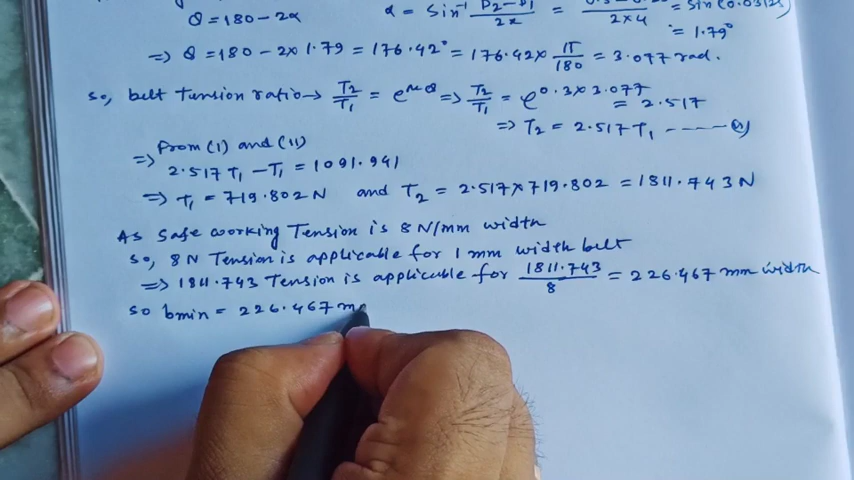 θ = 180 - 2α α = Sin⁻¹ D₂-D₁/2x = /2×4 = Sin⁻¹(0.03125)
= 1.79°
⇒ θ = 180 - 2×1.79 = 176.42° = 176.42× π/180 = 3.077 rad.
So, belt Tension ratio→ T₂/T₁ = e^μθ ⇒ T₂/T₁ = e^0.3×3.077
= 2.517
⇒ T₂ = 2.517 T₁ -----
⇒ from (I) and (II)
2.517 T₁ - T₁ = 1091.941
⇒ T₁ = 719.802 N and T₂ = 2.517×719.802 = 1811.743 N
As Safe working Tension is 8 N/mm width
So, 8 N Tension is applicable for 1 mm width belt
⇒ 1811.743 Tension is applicable for 1811.743/8 = 226.467 mm width
So bmin = 226.467 m